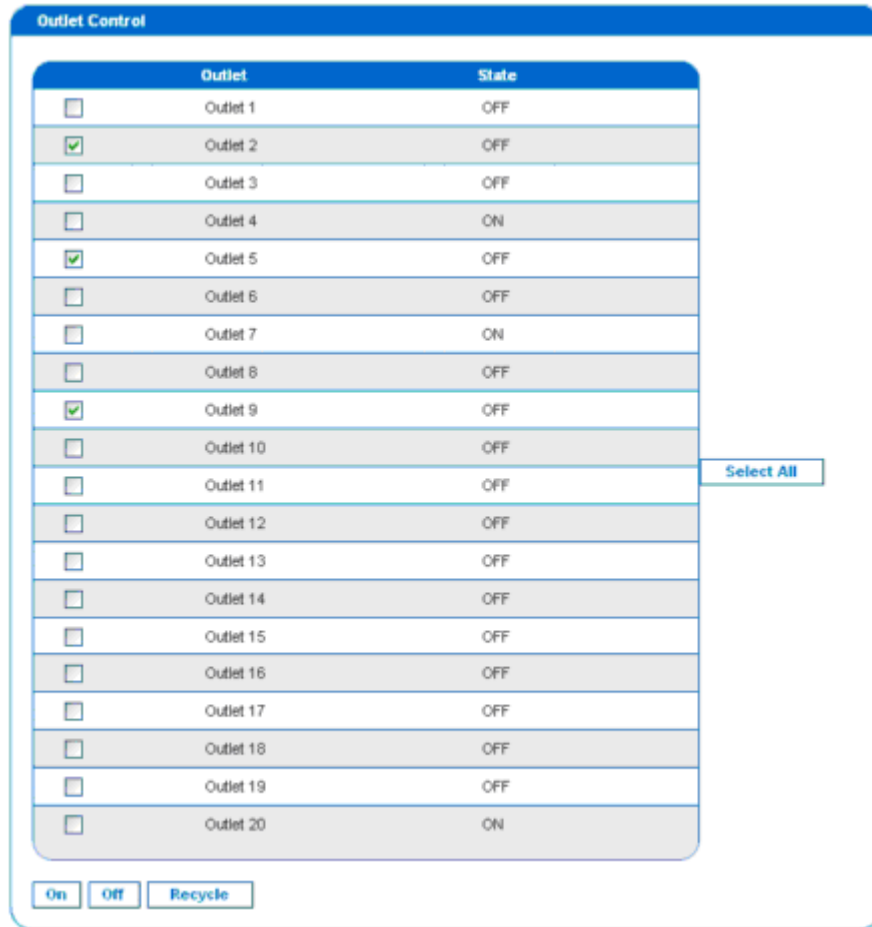 Outlet Control
Outlet State
Outlet 1 OFF
Outlet 2 OFF
Outlet 3 OFF
Outlet 4 ON
Outlet 5 OFF
Outlet 6 OFF
Outlet 7 ON
Outlet 8 OFF
Outlet 9 OFF
Outlet 10 OFF
Outlet 11 OFF
Select All
Outlet 12 OFF
Outlet 13 OFF
Outlet 14 OFF
Outlet 15 OFF
Outlet 16 OFF
Outlet 17 OFF
Outlet 18 OFF
Outlet 19 OFF
Outlet 20 ON
On Off Recycle